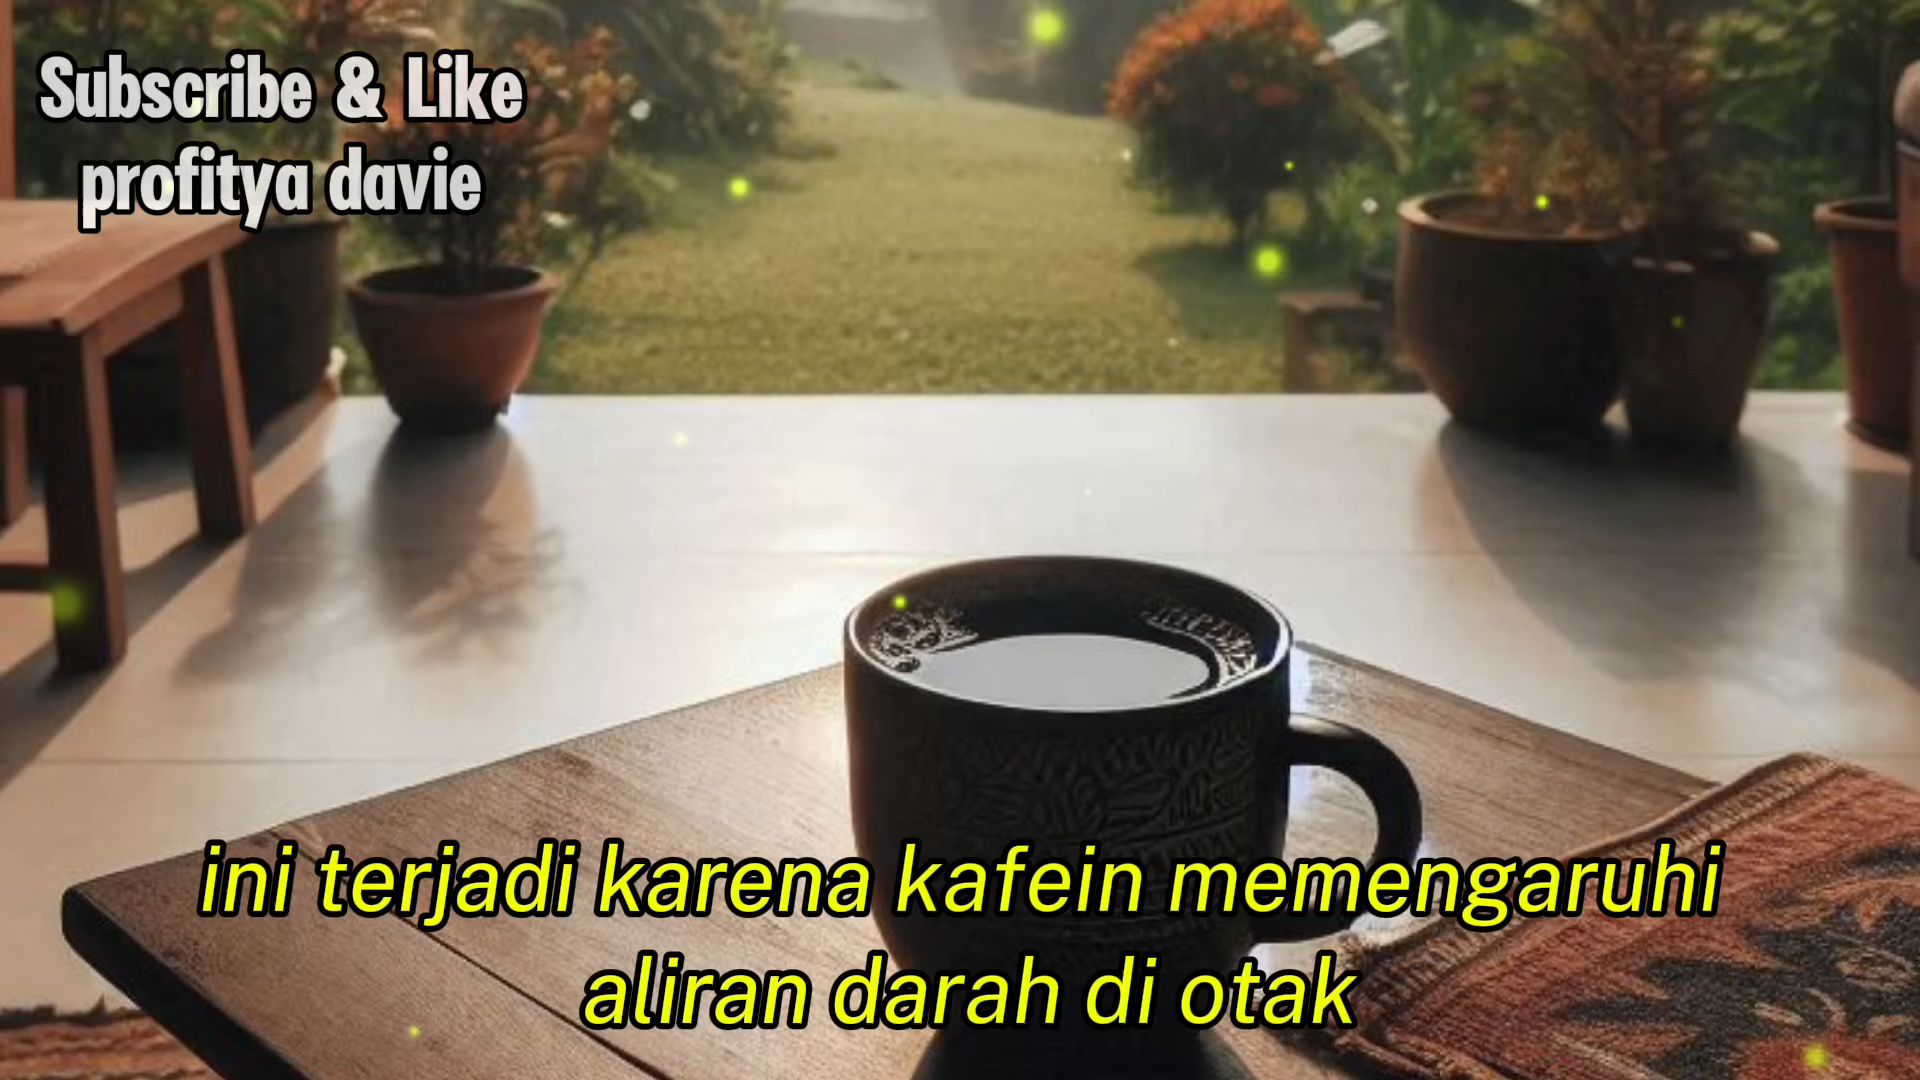 Subscribe & Like
profitya davie
ini terjadi karena kafein memengaruhi
aliran darah di otak